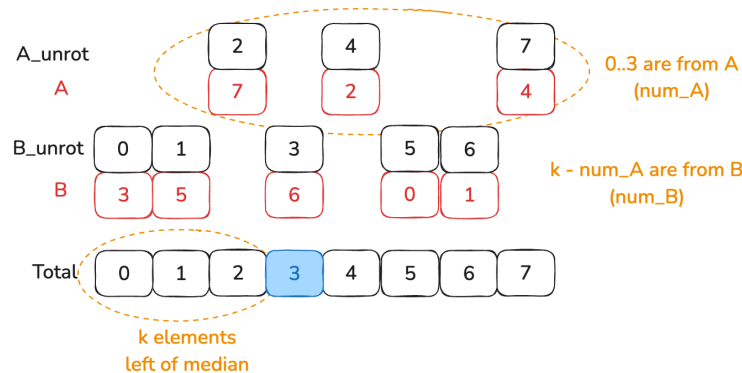 2 4 7
A_unrot
0..3 are from A
A 7 2 4
(num_A)
B_unrot 0 1 3 5 6
k - num_A are from B
B 3 5 6 0 1
(num_B)
Total 0 1 2 3 4 5 6 7
k elements
left of median